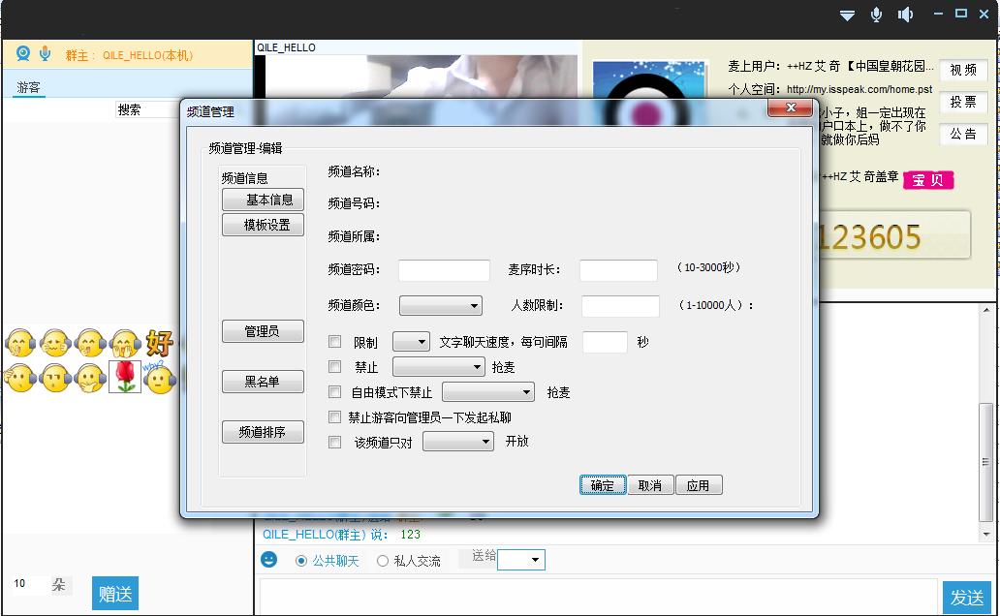 群主： QILE_HELLO(本机)
游客
搜索
QILE_HELLO
麦上用户：++HZ 艾 奇 【中国皇朝花园...
个人空间：http://my.isspeak.com/home.pst
小子，姐一定出现在
户口本上，做不了你
就做你后妈
++HZ 艾 奇盖章
宝 贝
123605
视 频
投 票
公 告
频道管理
频道管理-编辑
频道信息
基本信息
模板设置
管理员
黑名单
频道排序
频道名称：
频道号码：
频道所属：
频道密码：
麦序时长：
（10-3000秒）
频道颜色：
人数限制：
（1-10000人）：
限制
文字聊天速度，每句间隔
秒
禁止
抢麦
自由模式下禁止
抢麦
禁止游客向管理员一下发起私聊
该频道只对
开放
确定
取消
应用
好
why?
QILE_HELLO(群主) 说： 123
公共聊天
私人交流
送给
10
朵
赠送
发送